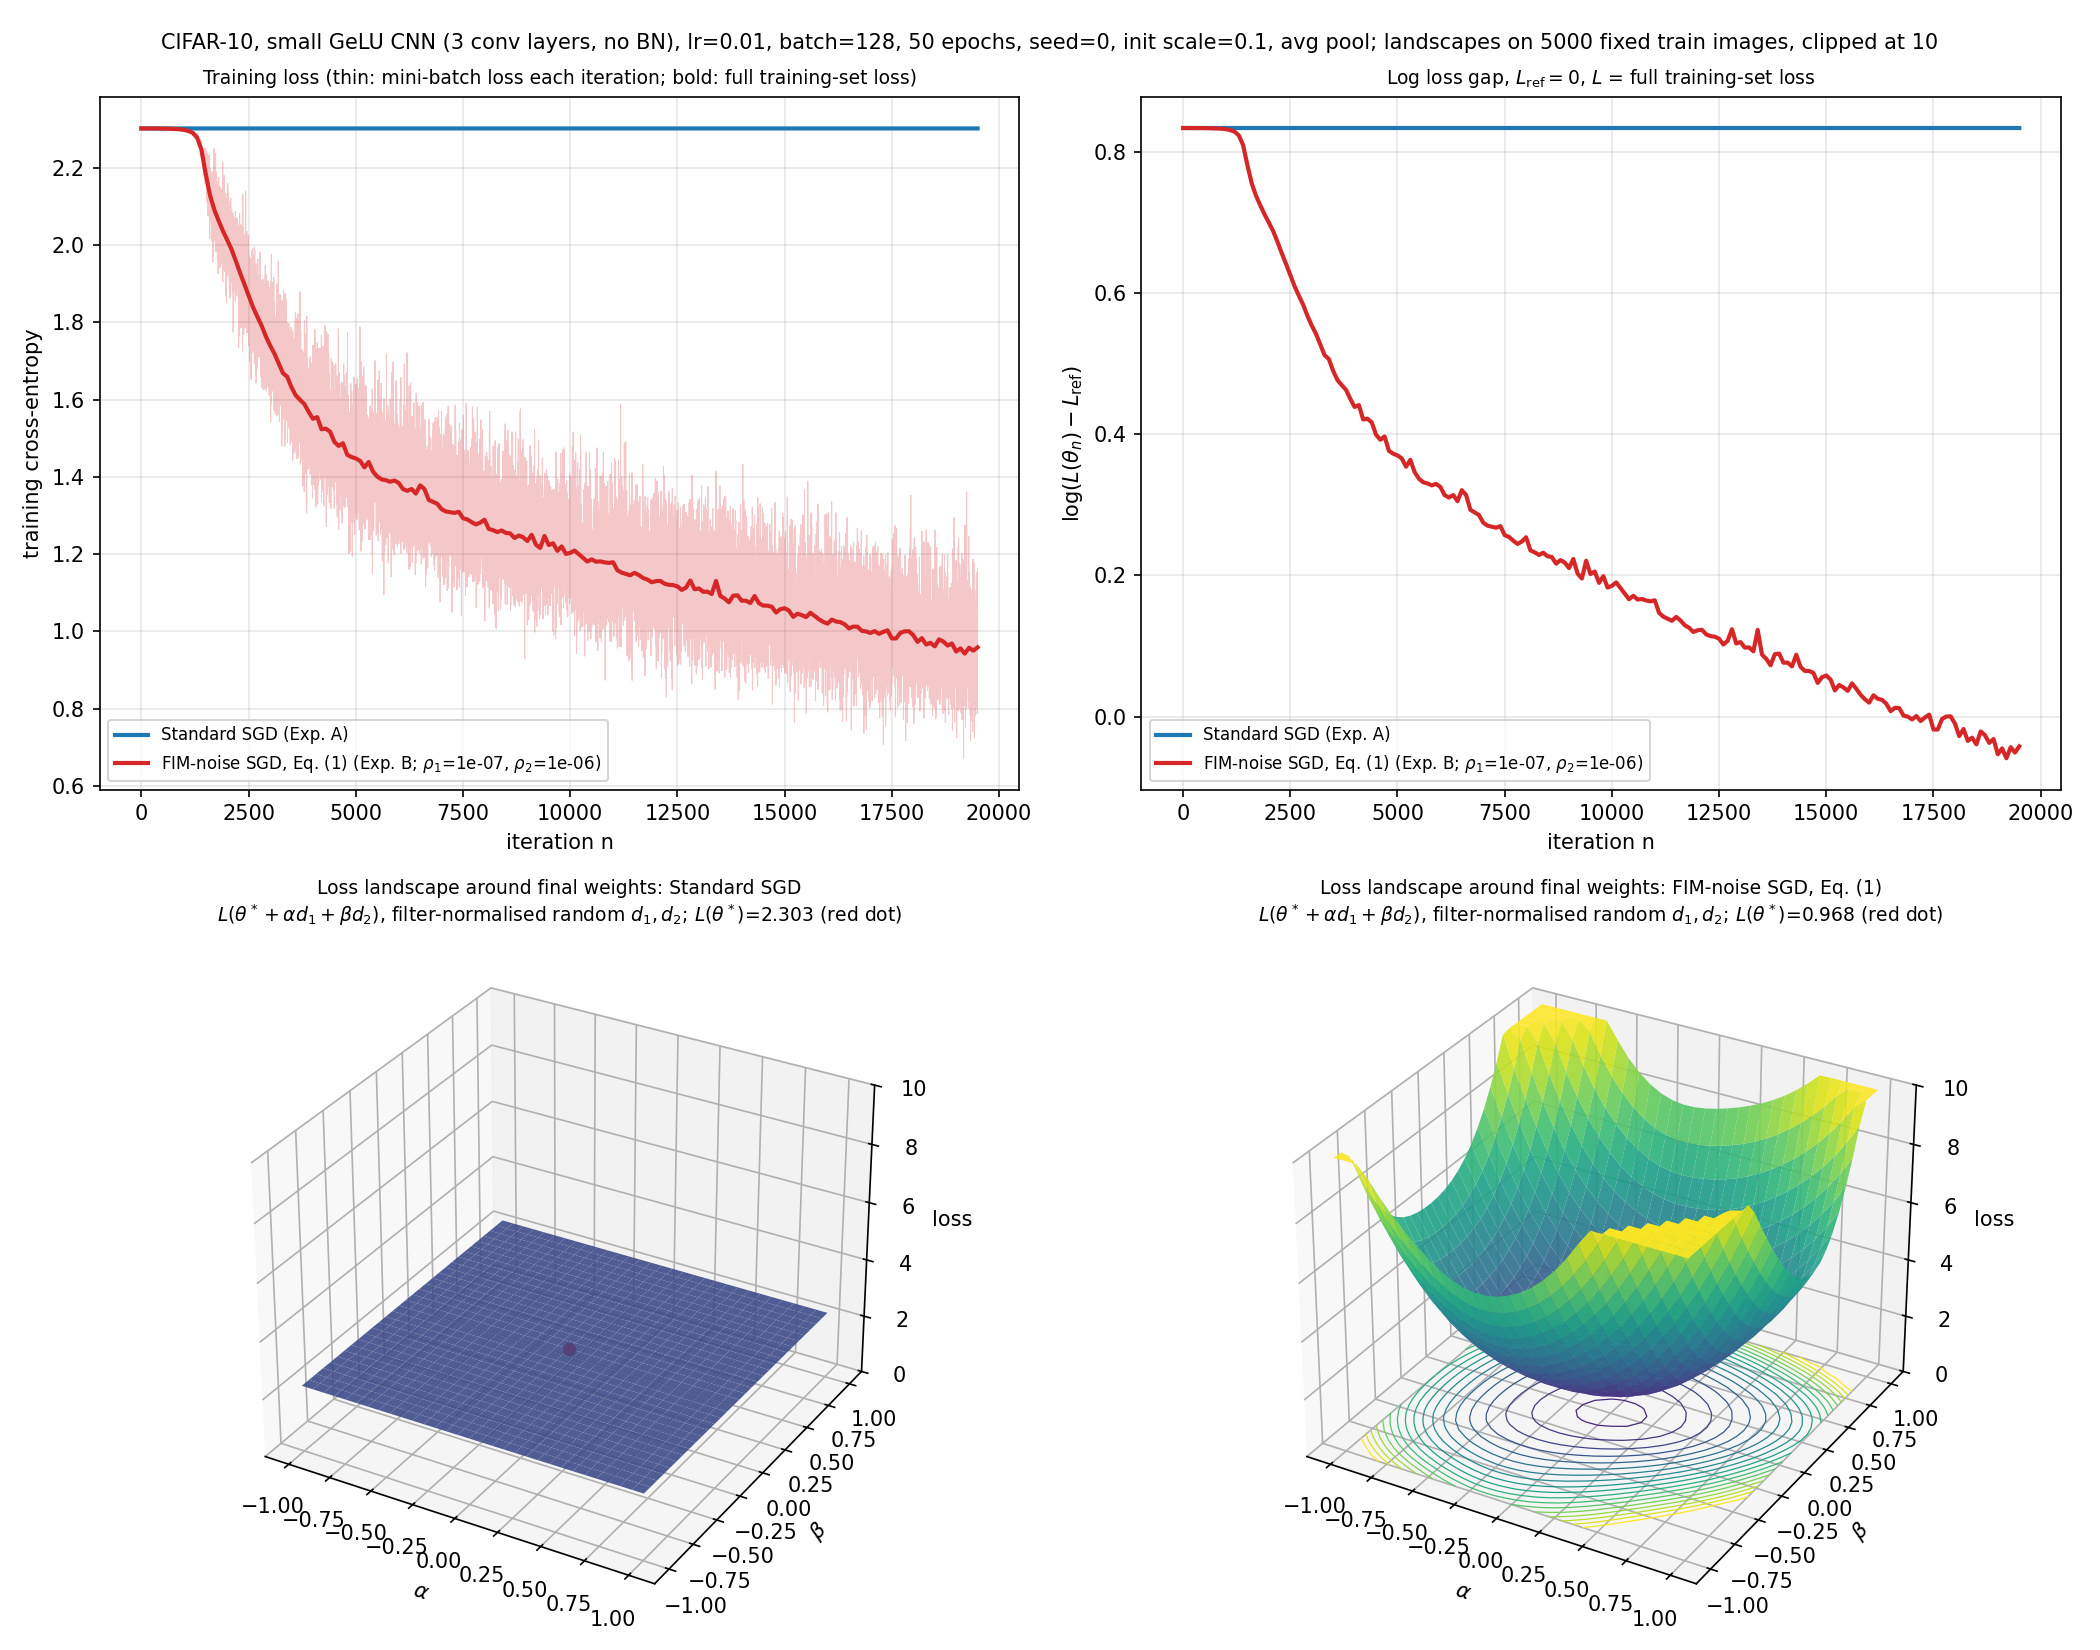 CIFAR-10, small GeLU CNN (3 conv layers, no BN), lr=0.01, batch=128, 50 epochs, seed=0, init scale=0.1, avg pool; landscapes on 5000 fixed train images, clipped at 10
Training loss (thin: mini-batch loss each iteration; bold: full training-set loss)
training cross-entropy
2.2
2.0
1.8
1.6
1.4
1.2
1.0
0.8
0.6
Standard SGD (Exp. A)
FIM-noise SGD, Eq. (1) (Exp. B; ρ₁=1e-07, ρ₂=1e-06)
0 2500 5000 7500 10000 12500 15000 17500 20000
iteration n
Log loss gap, L_ref = 0, L = full training-set loss
log(L(θₙ) − L_ref)
0.8
0.6
0.4
0.2
0.0
Standard SGD (Exp. A)
FIM-noise SGD, Eq. (1) (Exp. B; ρ₁=1e-07, ρ₂=1e-06)
0 2500 5000 7500 10000 12500 15000 17500 20000
iteration n
Loss landscape around final weights: Standard SGD
L(θ* + αd₁ + βd₂), filter-normalised random d₁, d₂; L(θ*)=2.303 (red dot)
10
8
6
4
2
0
loss
−1.00 −0.75 −0.50 −0.25 0.00 0.25 0.50 0.75 1.00
α
1.00
0.75
0.50
0.25
0.00
−0.25
−0.50
−0.75
−1.00
β
Loss landscape around final weights: FIM-noise SGD, Eq. (1)
L(θ* + αd₁ + βd₂), filter-normalised random d₁, d₂; L(θ*)=0.968 (red dot)
10
8
6
4
2
0
loss
−1.00 −0.75 −0.50 −0.25 0.00 0.25 0.50 0.75 1.00
α
1.00
0.75
0.50
0.25
0.00
−0.25
−0.50
−0.75
−1.00
β